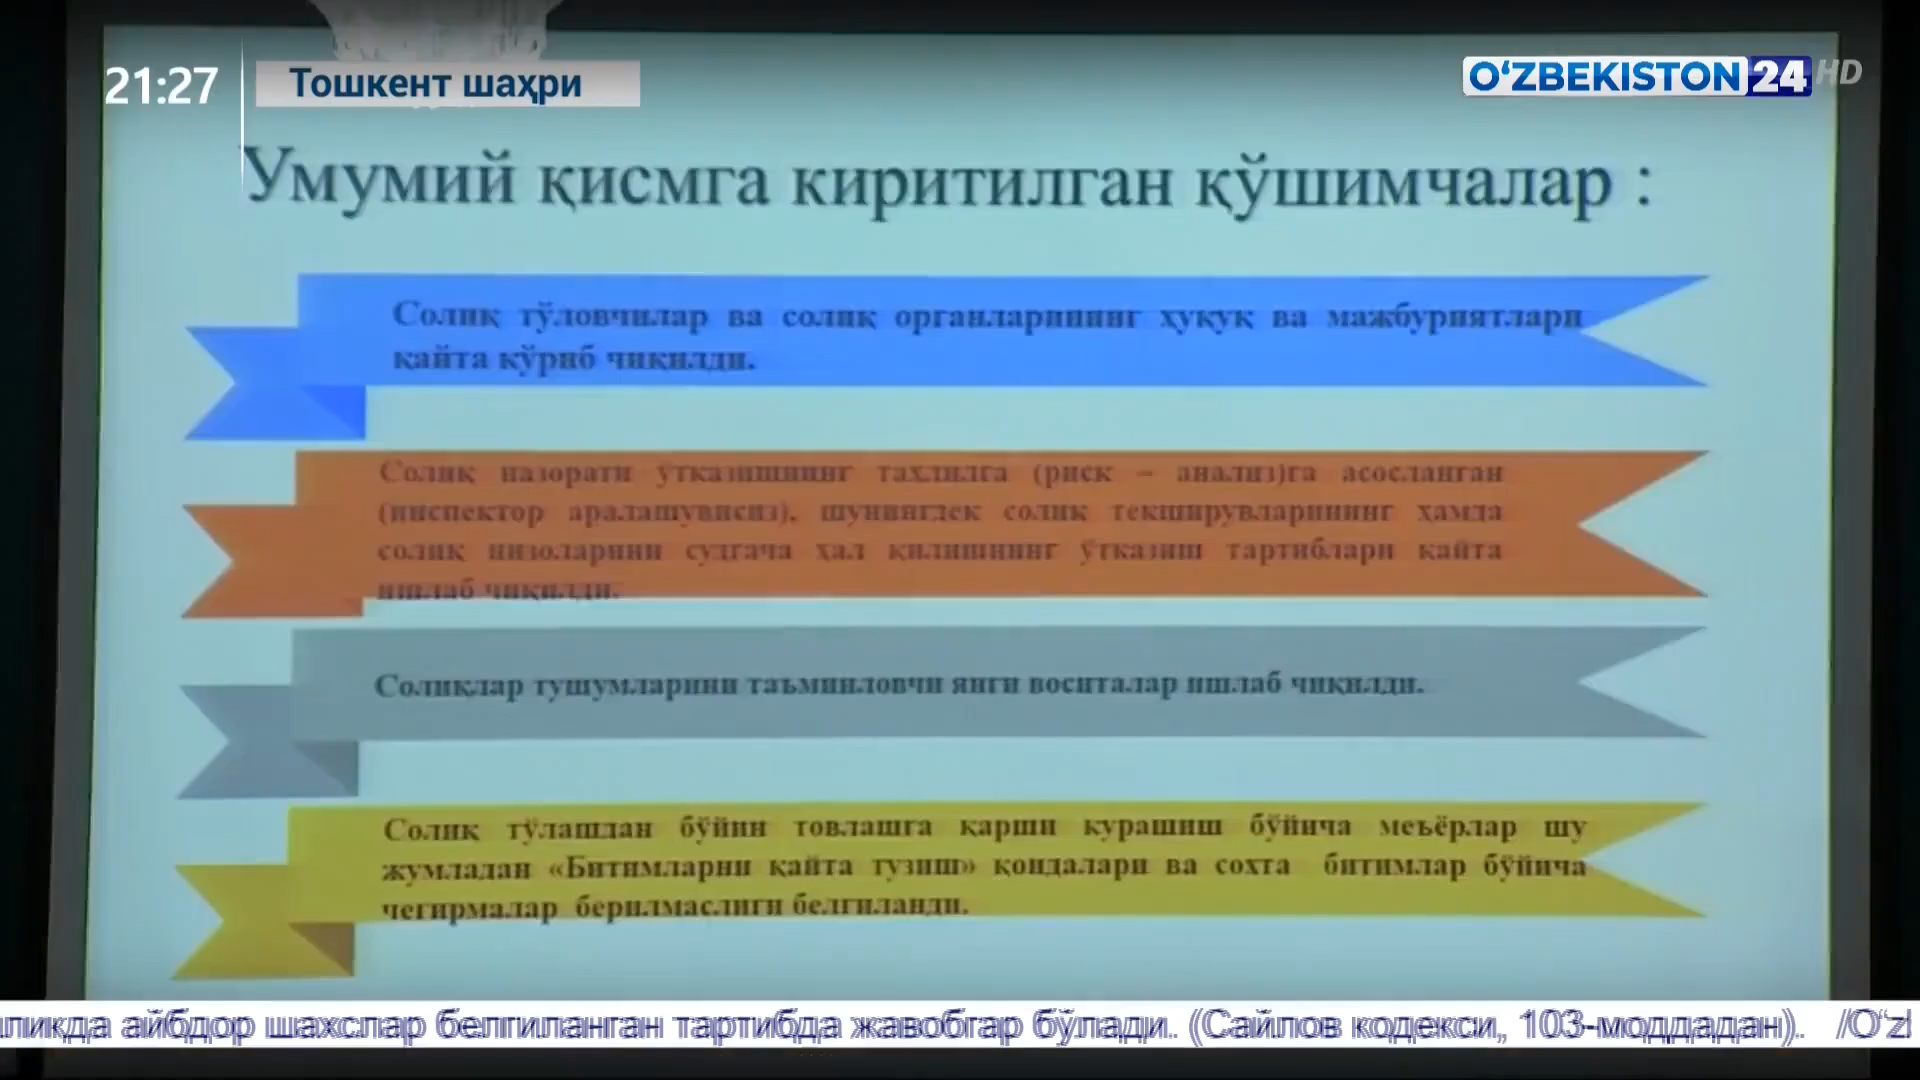 21:27
Тошкент шаҳри
O‘ZBEKISTON 24 HD
Умумий қисмга киритилган қўшимчалар :
Солиқ тўловчилар ва солиқ органларининг ҳуқуқ ва мажбуриятлари
қайта кўриб чиқилди.
Солиқ назорати ўтказишнинг таҳлилга (риск – анализ)га асосланган
(инспектор аралашувисиз), шунингдек солиқ текширувларининг ҳамда
солиқ низоларини судгача ҳал қилишнинг ўтказиш тартиблари қайта
ишлаб чиқилди.
Солиқлар тушумларини таъминловчи янги воситалар ишлаб чиқилди.
Солиқ тўлашдан бўйин товлашга қарши курашиш бўйича меъёрлар шу
жумладан «Битимларни қайта тузиш» қоидалари ва сохта битимлар бўйича
чегирмалар берилмаслиги белгиланди.
ликда айбдор шахслар белгиланган тартибда жавобгар бўлади. (Сайлов кодекси, 103-моддадан). /O‘z